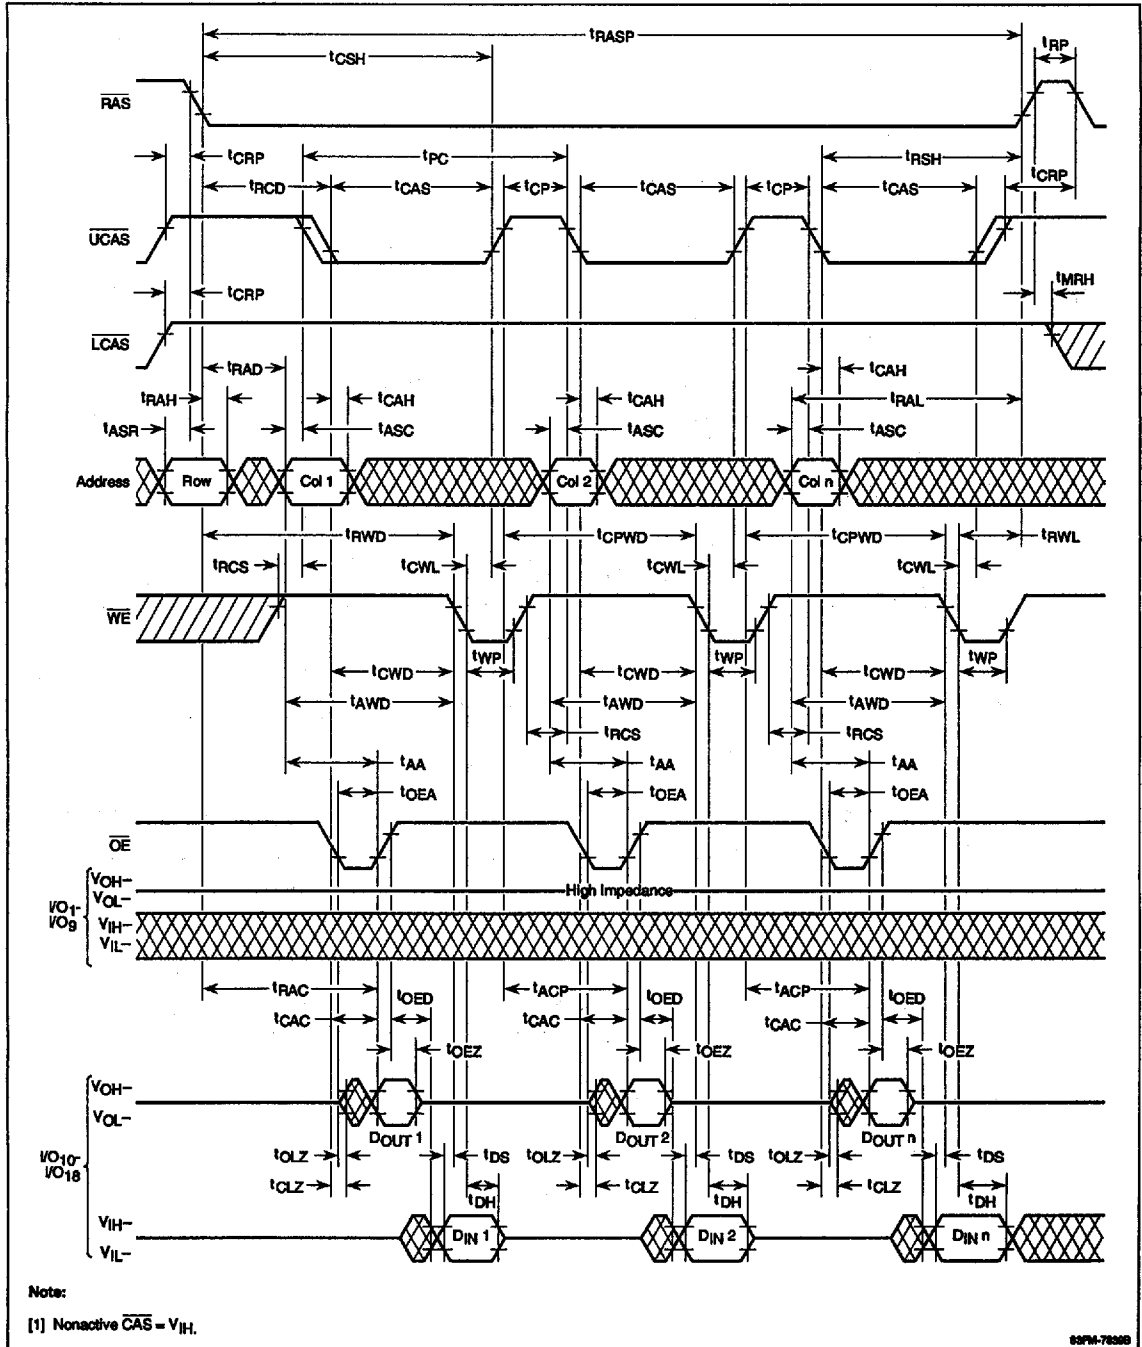 tRASP
tCSH
tRP
RAS
tCRP
tPC
tRSH
tRCD
tCAS
tCP
tCAS
tCP
tCAS
tCRP
UCAS
tCRP
tMRH
LCAS
tRAD
tCAH
tRAH
tCAH
tCAH
tRAL
tASR
tASC
tASC
tASC
Address
Row
Col 1
Col 2
Col n
tRWD
tCPWD
tCPWD
tRWL
tRCS
tCWL
tCWL
tCWL
WE
tWP
tWP
tWP
tCWD
tCWD
tCWD
tAWD
tAWD
tAWD
tRCS
tRCS
tAA
tAA
tAA
tOEA
tOEA
tOEA
OE
VOH–
High Impedance
VOL–
I/O1-
I/O9
VIH–
VIL–
tRAC
tOED
tACP
tOED
tACP
tOED
tCAC
tCAC
tCAC
tOEZ
tOEZ
tOEZ
VOH–
VOL–
DOUT 1
DOUT 2
DOUT n
I/O10-
I/O18
tOLZ
tDS
tOLZ
tDS
tOLZ
tDS
tCLZ
tCLZ
tCLZ
tDH
tDH
tDH
VIH–
VIL–
DIN 1
DIN 2
DIN n
Note:
[1] Nonactive CAS = VIH.